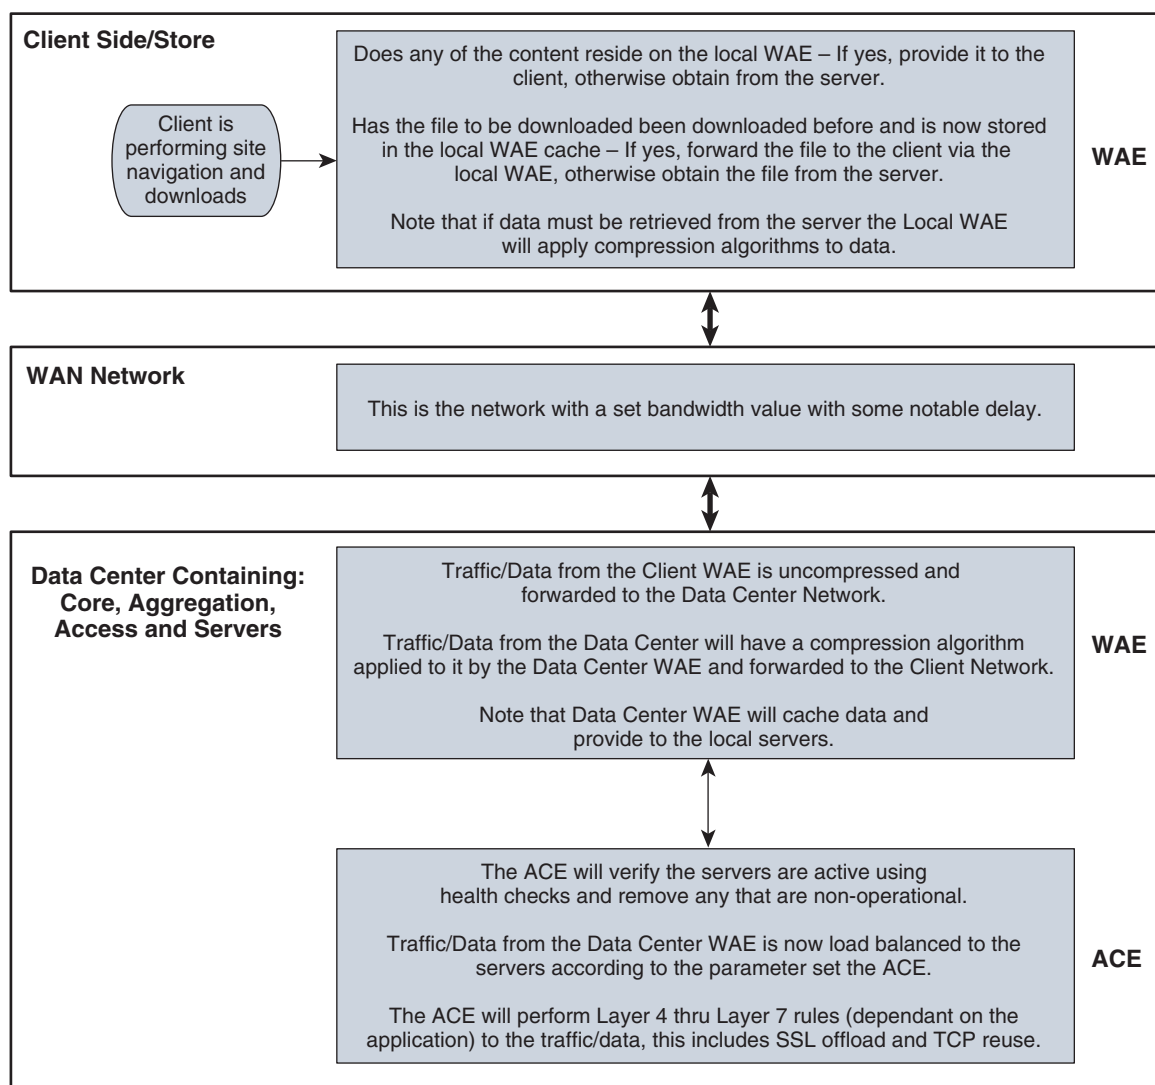 Client Side/Store
Client is
performing site
navigation and
downloads
Does any of the content reside on the local WAE – If yes, provide it to the
client, otherwise obtain from the server.
Has the file to be downloaded been downloaded before and is now stored
in the local WAE cache – If yes, forward the file to the client via the
local WAE, otherwise obtain the file from the server.
Note that if data must be retrieved from the server the Local WAE
will apply compression algorithms to data.
WAE
WAN Network
This is the network with a set bandwidth value with some notable delay.
Data Center Containing:
Core, Aggregation,
Access and Servers
Traffic/Data from the Client WAE is uncompressed and
forwarded to the Data Center Network.
Traffic/Data from the Data Center will have a compression algorithm
applied to it by the Data Center WAE and forwarded to the Client Network.
Note that Data Center WAE will cache data and
provide to the local servers.
WAE
The ACE will verify the servers are active using
health checks and remove any that are non-operational.
Traffic/Data from the Data Center WAE is now load balanced to the
servers according to the parameter set the ACE.
The ACE will perform Layer 4 thru Layer 7 rules (dependant on the
application) to the traffic/data, this includes SSL offload and TCP reuse.
ACE